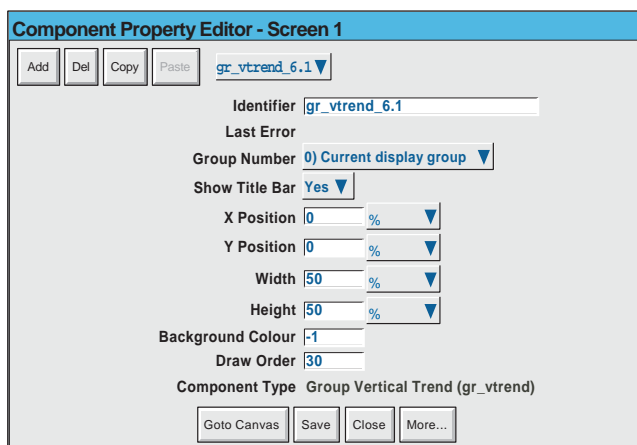 Component Property Editor - Screen 1
Add Del Copy Paste gr_vtrend_6.1
Identifier gr_vtrend_6.1
Last Error
Group Number 0) Current display group
Show Title Bar Yes
X Position 0 %
Y Position 0 %
Width 50 %
Height 50 %
Background Colour -1
Draw Order 30
Component Type Group Vertical Trend (gr_vtrend)
Goto Canvas Save Close More...